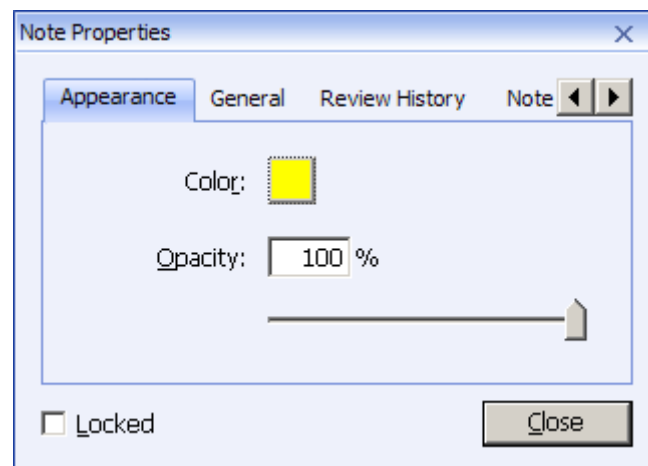 Note Properties
Appearance General Review History Note
Color:
Opacity: 100 %
Locked Close